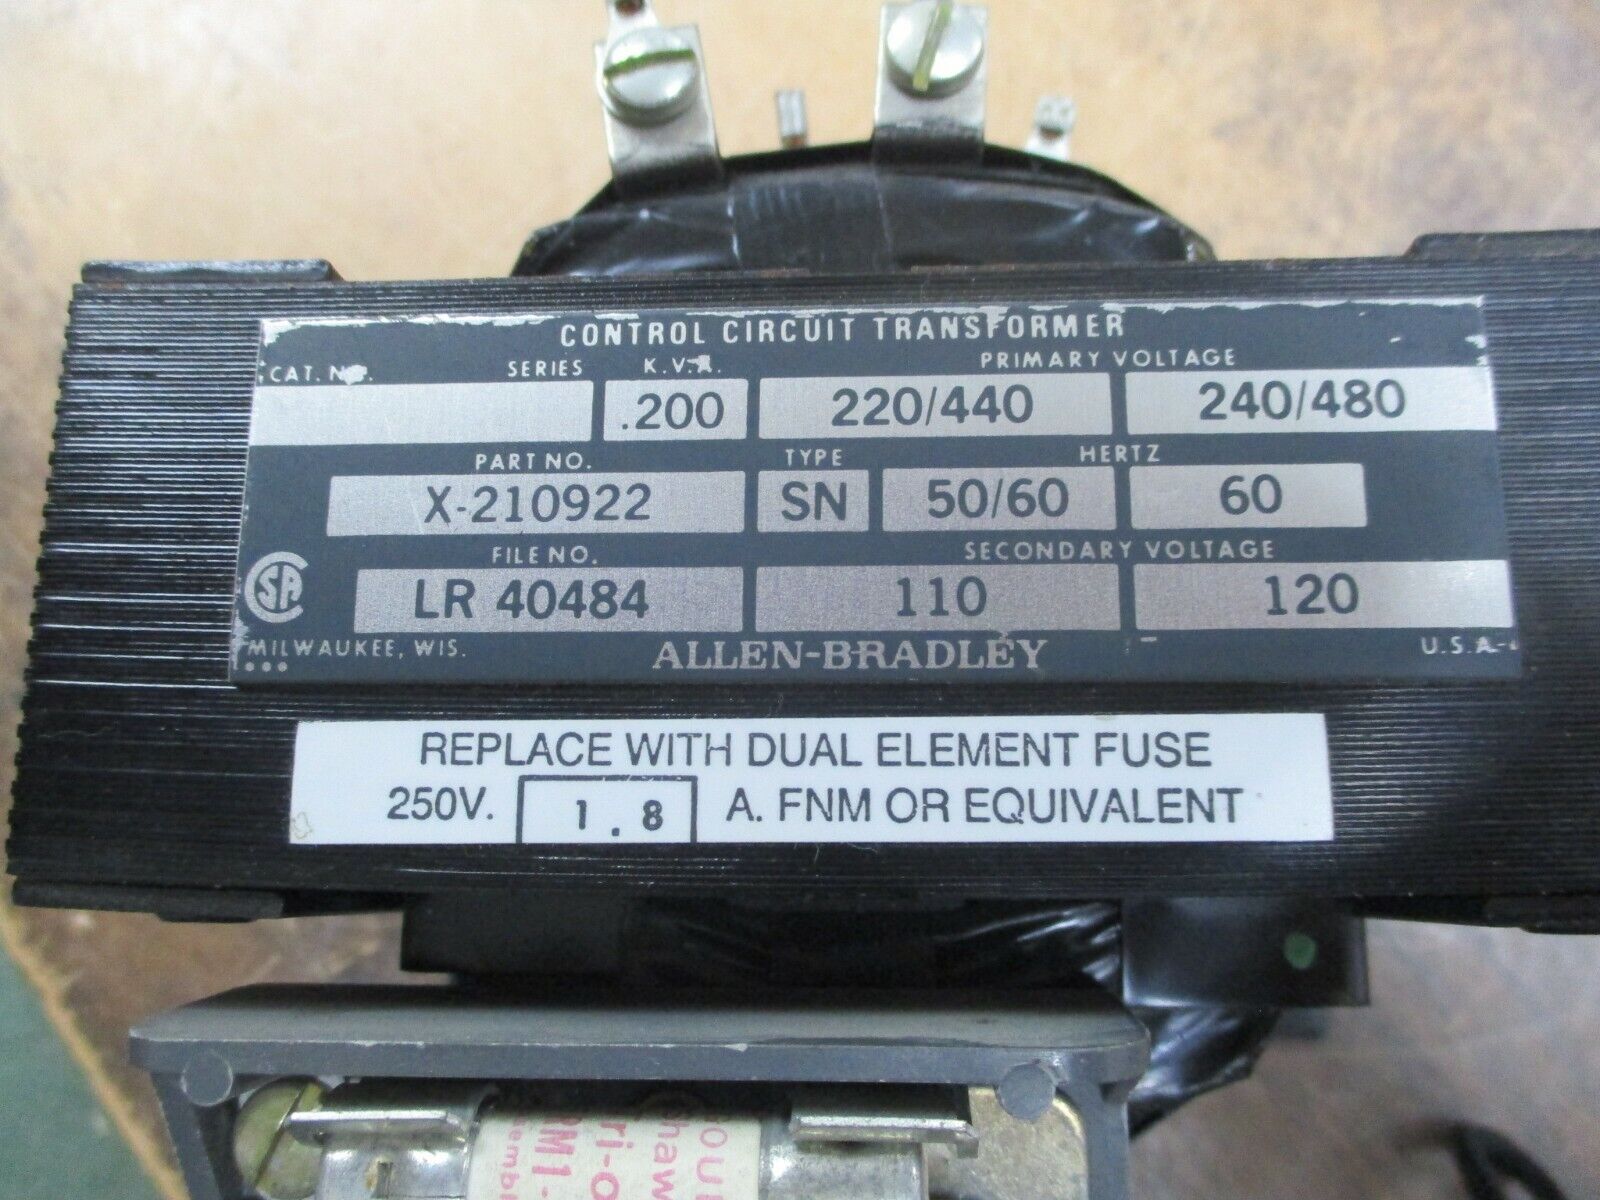 CONTROL CIRCUIT TRANSFORMER
CAT. NO. SERIES K.V.A. PRIMARY VOLTAGE
.200 220/440 240/480
PART NO. TYPE HERTZ
X-210922 SN 50/60 60
FILE NO. SECONDARY VOLTAGE
LR 40484 110 120
SA
MILWAUKEE, WIS. ALLEN-BRADLEY U.S.A.
REPLACE WITH DUAL ELEMENT FUSE
250V. 1.8 A. FNM OR EQUIVALENT